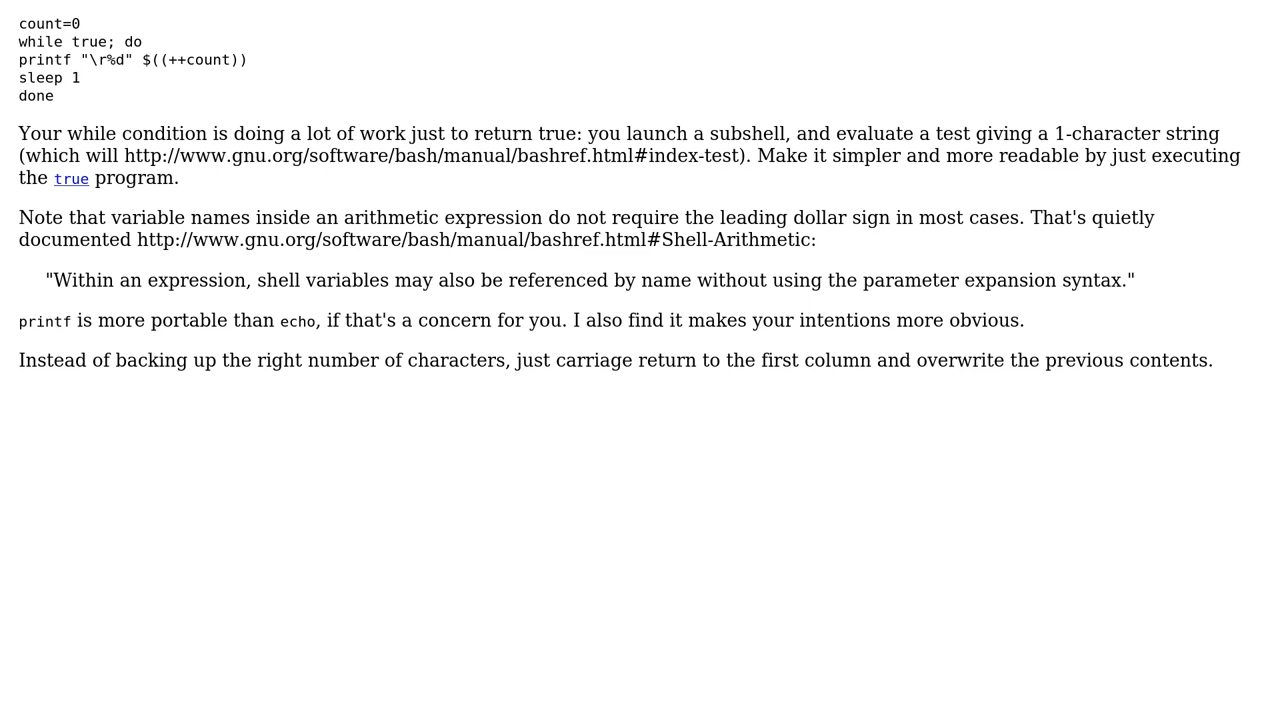 count=0
while true; do
printf "\r%d" $((++count))
sleep 1
done
Your while condition is doing a lot of work just to return true: you launch a subshell, and evaluate a test giving a 1-character string
(which will http://www.gnu.org/software/bash/manual/bashref.html#index-test). Make it simpler and more readable by just executing
the true program.
Note that variable names inside an arithmetic expression do not require the leading dollar sign in most cases. That's quietly
documented http://www.gnu.org/software/bash/manual/bashref.html#Shell-Arithmetic:
"Within an expression, shell variables may also be referenced by name without using the parameter expansion syntax."
printf is more portable than echo, if that's a concern for you. I also find it makes your intentions more obvious.
Instead of backing up the right number of characters, just carriage return to the first column and overwrite the previous contents.